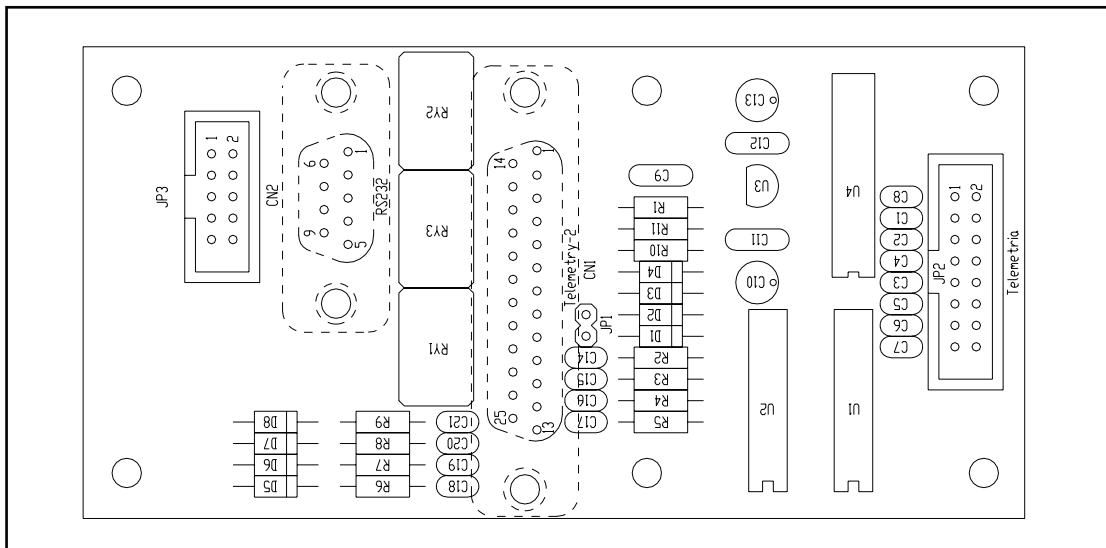 JP3
1
2
CN2
6
1
9
5
RS232
RY2
RY3
RY1
14
1
25
13
Telemetry-2
CN1
JP1
C14
C15
C16
C17
C9
R1
R11
R10
D4
D3
D2
D1
R2
R3
R4
R5
C13
C12
U3
C11
C10
U4
U2
U1
C8
C1
C2
C4
C3
C5
C6
C7
JP2
1
2
Telemetria
D8
D7
D6
D5
R9
R8
R7
R6
C21
C20
C19
C18